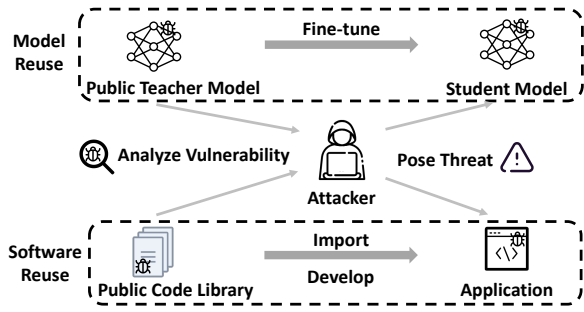 Model
Reuse
Fine-tune
Public Teacher Model
Student Model
Analyze Vulnerability
Attacker
Pose Threat
Software
Reuse
Import
Develop
Public Code Library
</>
Application